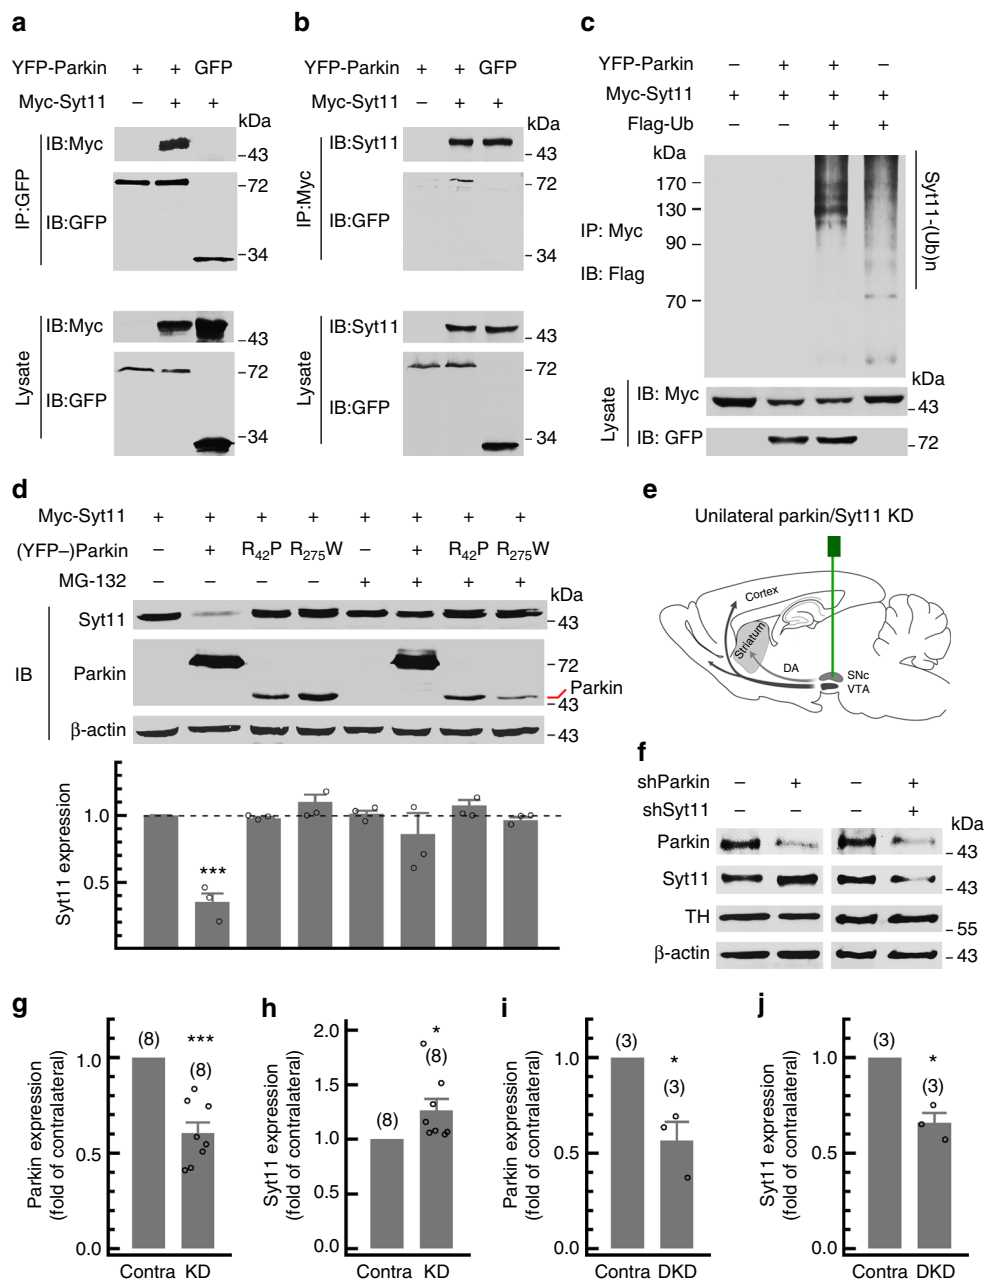 a
YFP-Parkin + + GFP
Myc-Syt11 – + +
kDa
IP:GFP
IB:Myc
43
IB:GFP
72
34
Lysate
IB:Myc
43
IB:GFP
72
34
b
YFP-Parkin + + GFP
Myc-Syt11 – + +
kDa
IP:Myc
IB:Syt11
43
IB:GFP
72
34
Lysate
IB:Syt11
43
IB:GFP
72
34
c
YFP-Parkin – + + –
Myc-Syt11 + + + +
Flag-Ub – – + +
kDa
170
130
90
70
IP: Myc
IB: Flag
Syt11-(Ub)n
kDa
Lysate
IB: Myc
43
IB: GFP
72
d
Myc-Syt11 + + + + + + + +
(YFP–)Parkin – + R42P R275W – + R42P R275W
MG-132 – – – – + + + +
kDa
IB
Syt11
43
Parkin
72
Parkin
43
β-actin
43
Syt11 expression
1.0
0.5
***
e
Unilateral parkin/Syt11 KD
Cortex
Striatum
DA
SNc
VTA
f
shParkin – + – +
shSyt11 – – – +
kDa
Parkin
43
Syt11
43
TH
55
β-actin
43
g
Parkin expression
(fold of contralateral)
1.0
0.5
0.0
(8)
***
(8)
Contra KD
h
Syt11 expression
(fold of contralateral)
2.0
1.5
1.0
0.5
0.0
(8)
*
(8)
Contra KD
i
Parkin expression
(fold of contralateral)
1.0
0.5
0.0
(3)
*
(3)
Contra DKD
j
Syt11 expression
(fold of contralateral)
1.0
0.5
0.0
(3)
*
(3)
Contra DKD